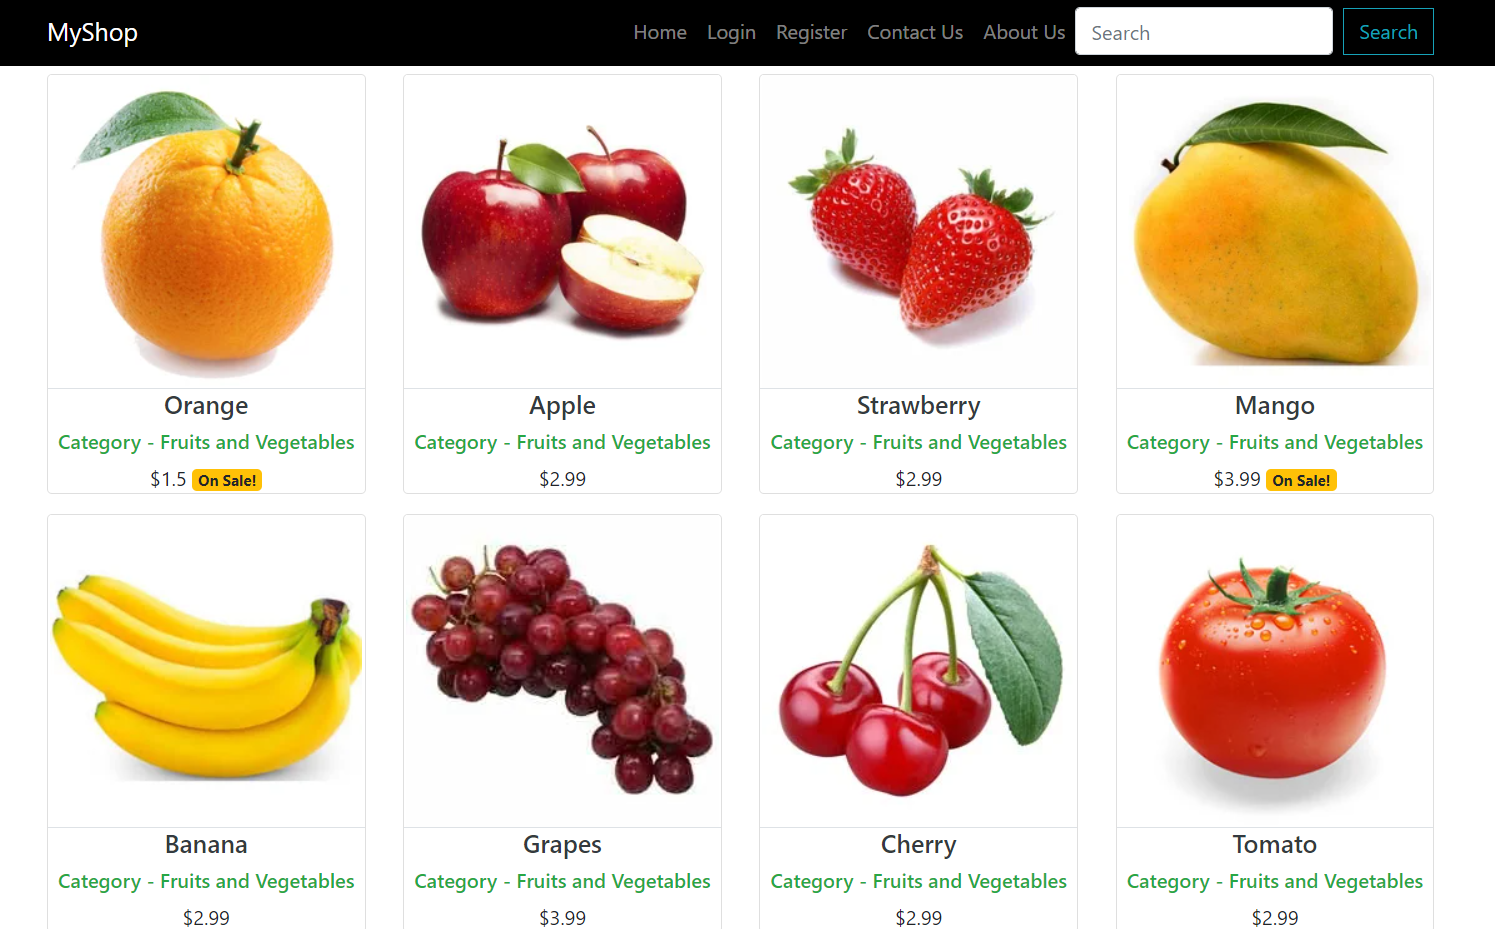 MyShop Home Login Register Contact Us About Us Search Search
Orange Apple Strawberry Mango
Category - Fruits and Vegetables Category - Fruits and Vegetables Category - Fruits and Vegetables Category - Fruits and Vegetables
$1.5 On Sale! $2.99 $2.99 $3.99 On Sale!
Banana Grapes Cherry Tomato
Category - Fruits and Vegetables Category - Fruits and Vegetables Category - Fruits and Vegetables Category - Fruits and Vegetables
$2.99 $3.99 $2.99 $2.99